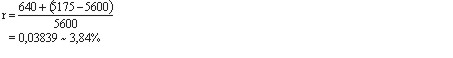 r = 640 + (5175 – 5600)
5600
= 0,03839 ~ 3,84%